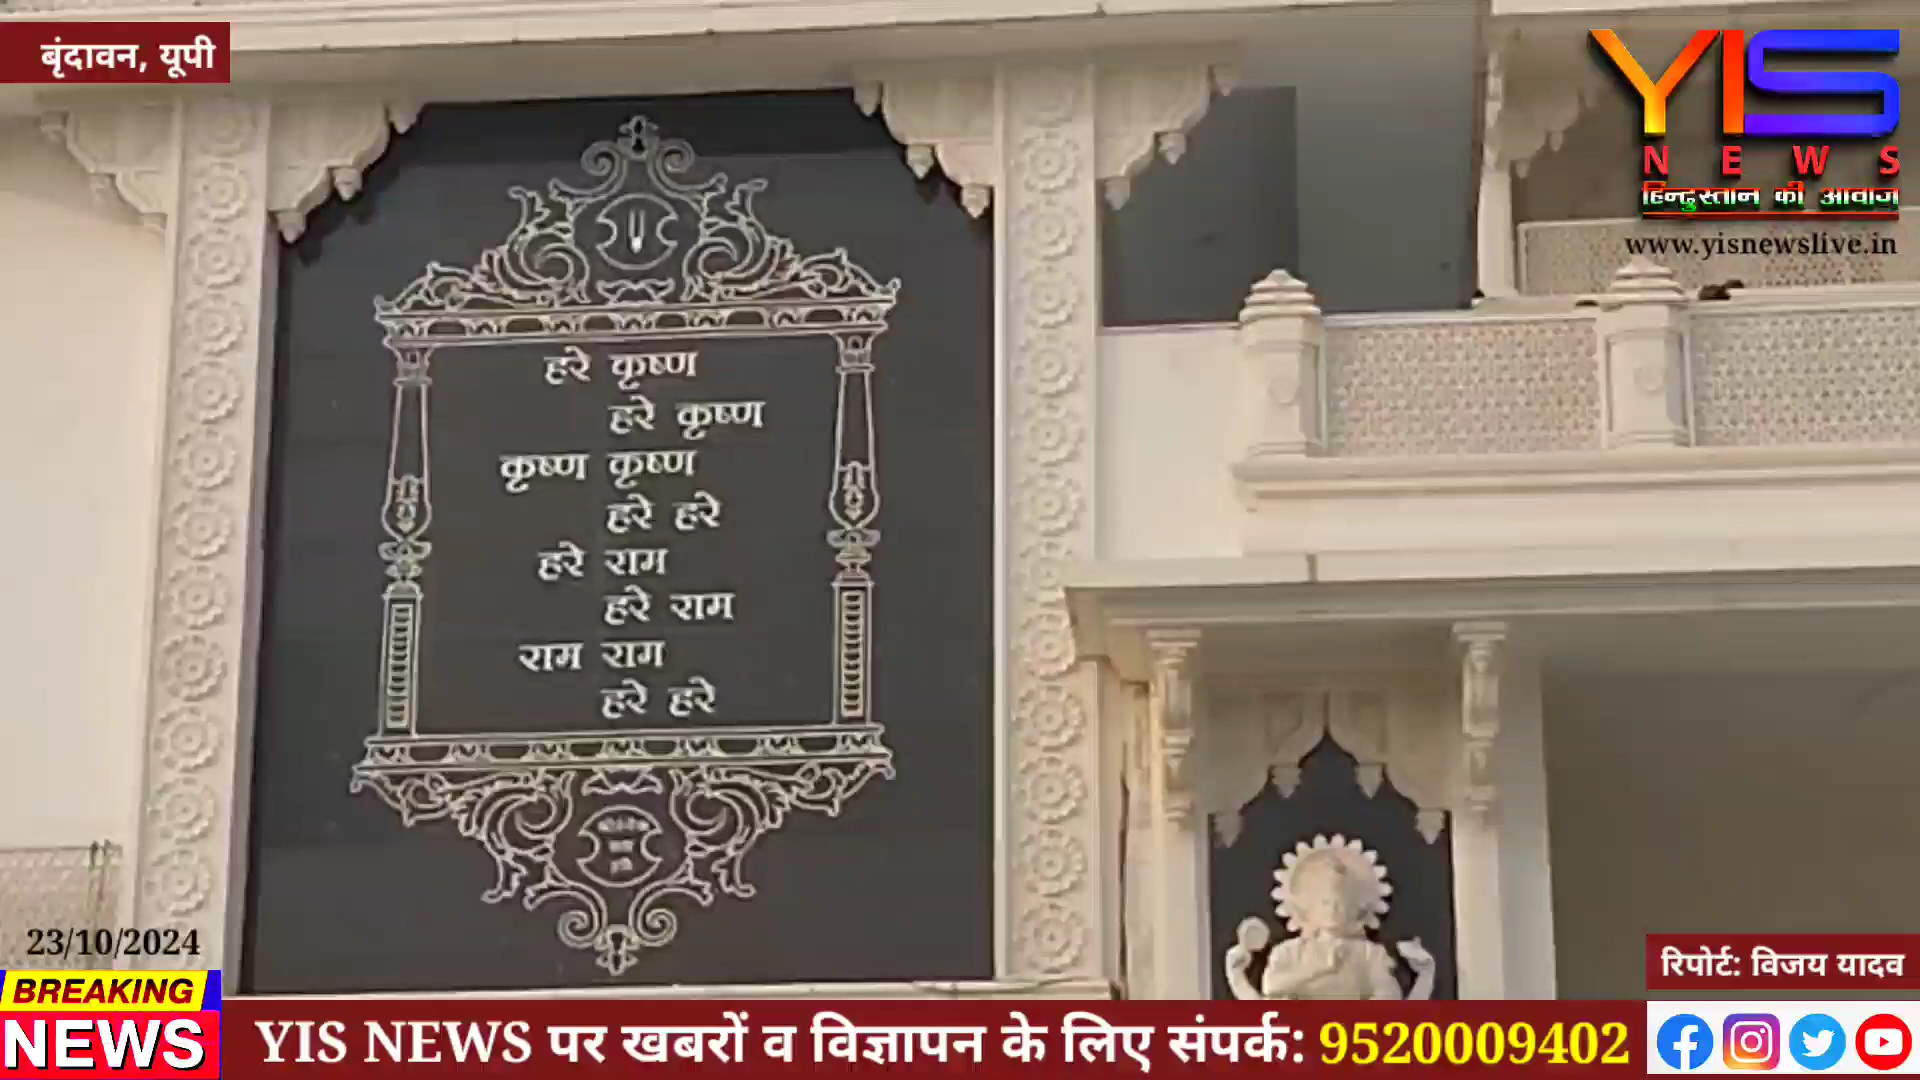 बृंदावन, यूपी
YIS
NEWS
हिन्दुस्तान की आवाज
www.yisnewslive.in
हरे कृष्ण
हरे कृष्ण
कृष्ण कृष्ण
हरे हरे
हरे राम
हरे राम
राम राम
हरे हरे
23/10/2024
रिपोर्ट: विजय यादव
BREAKING
NEWS
YIS NEWS पर खबरों व विज्ञापन के लिए संपर्क: 9520009402